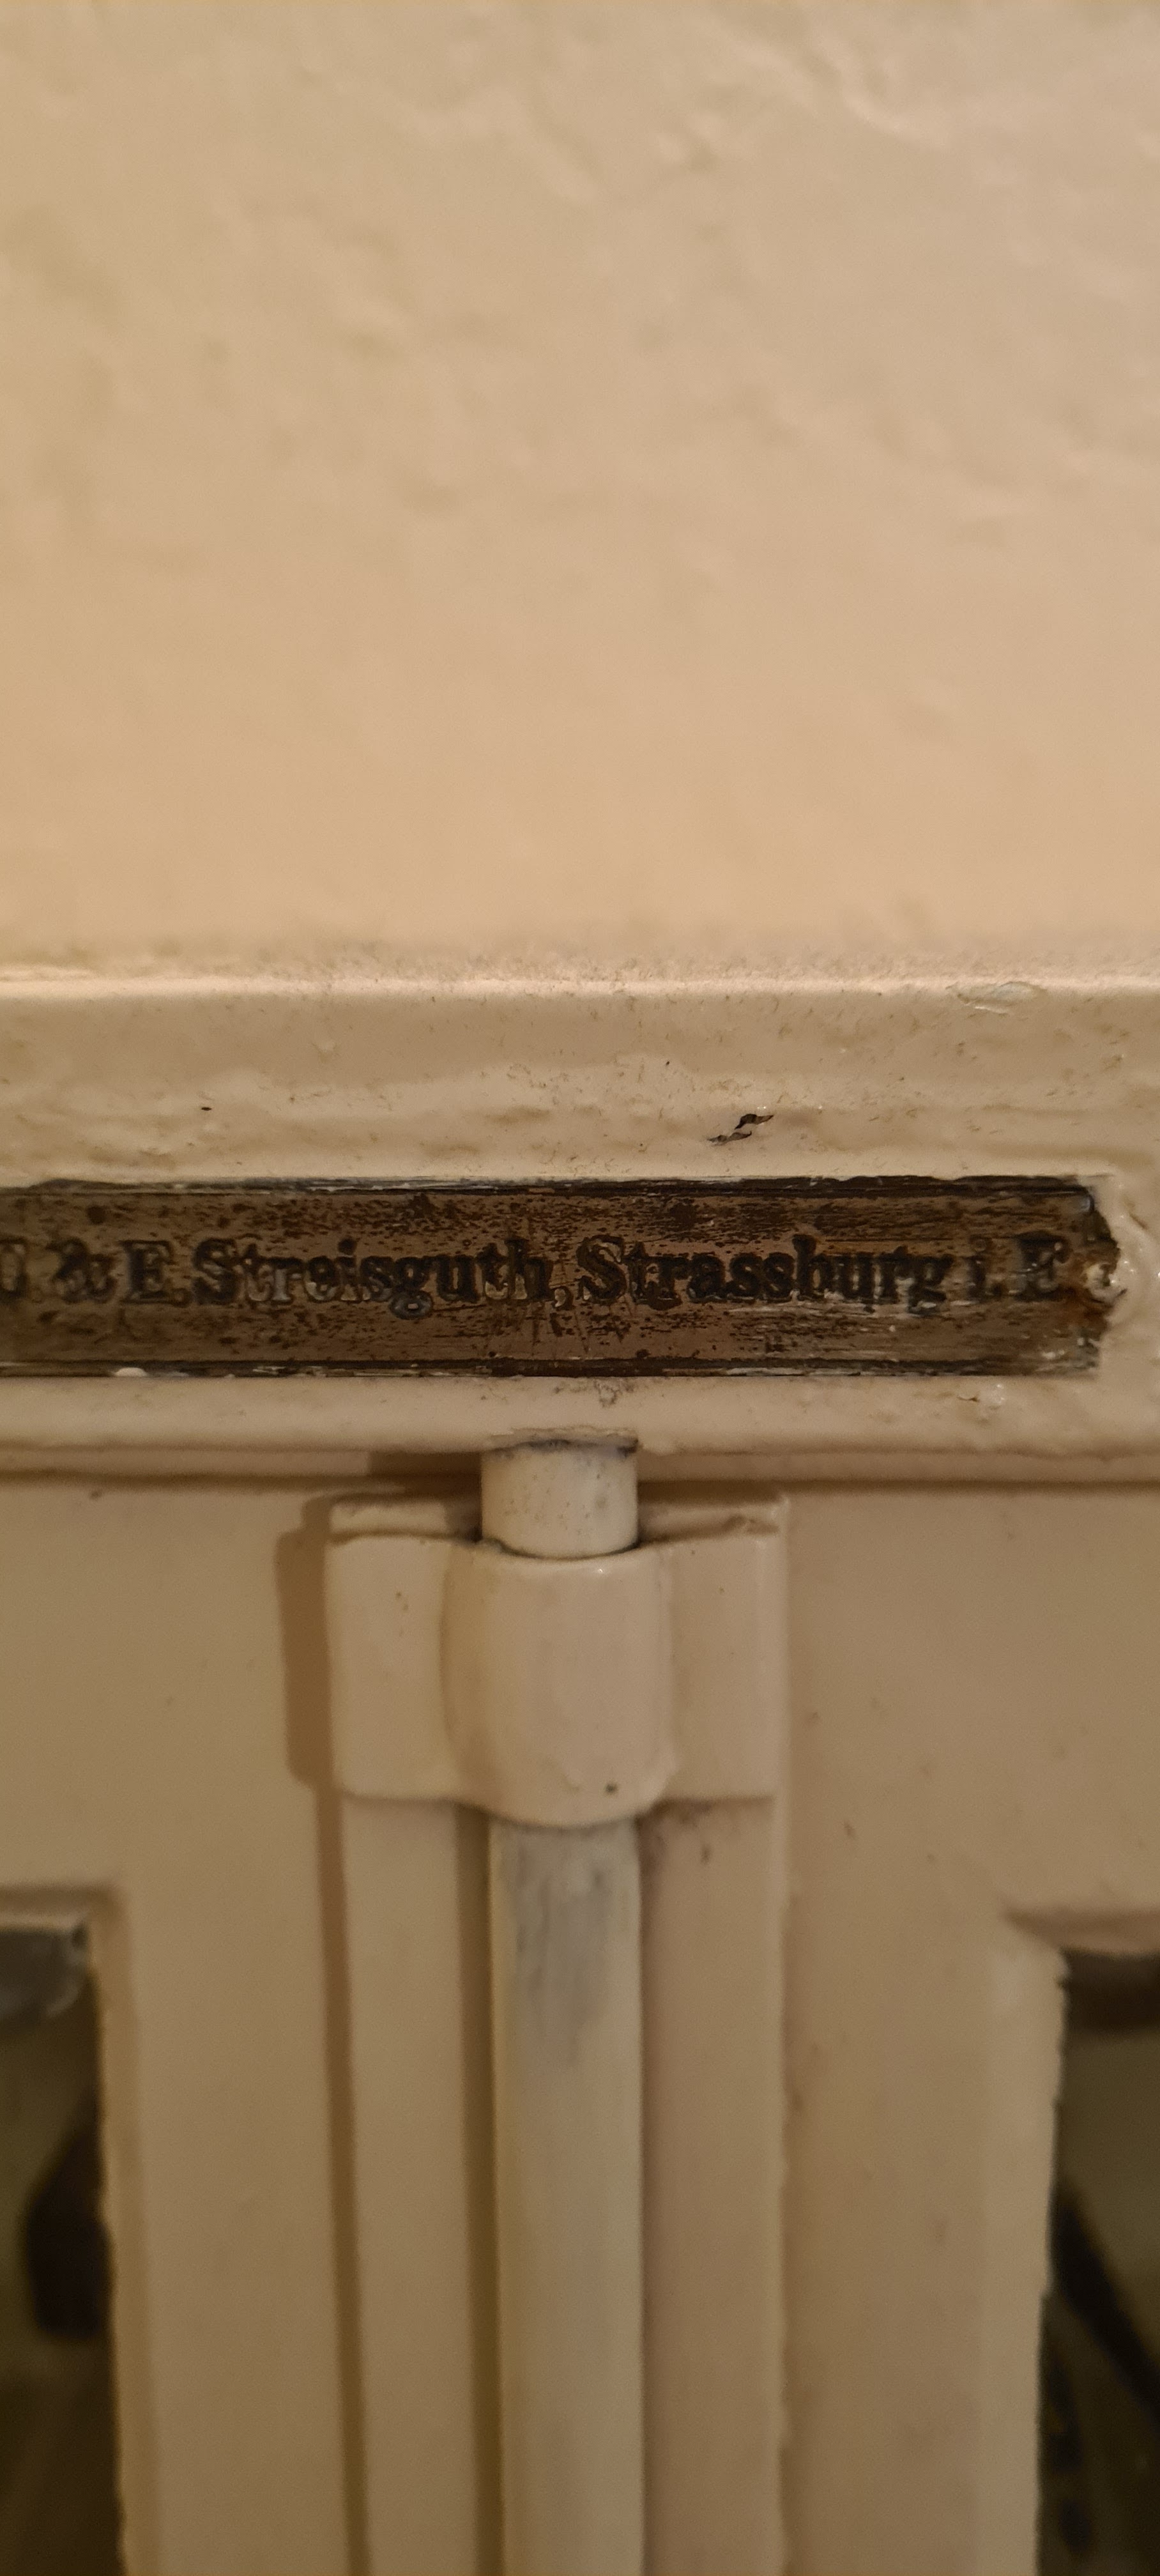 & E. Streisguth, Strassburg i. E